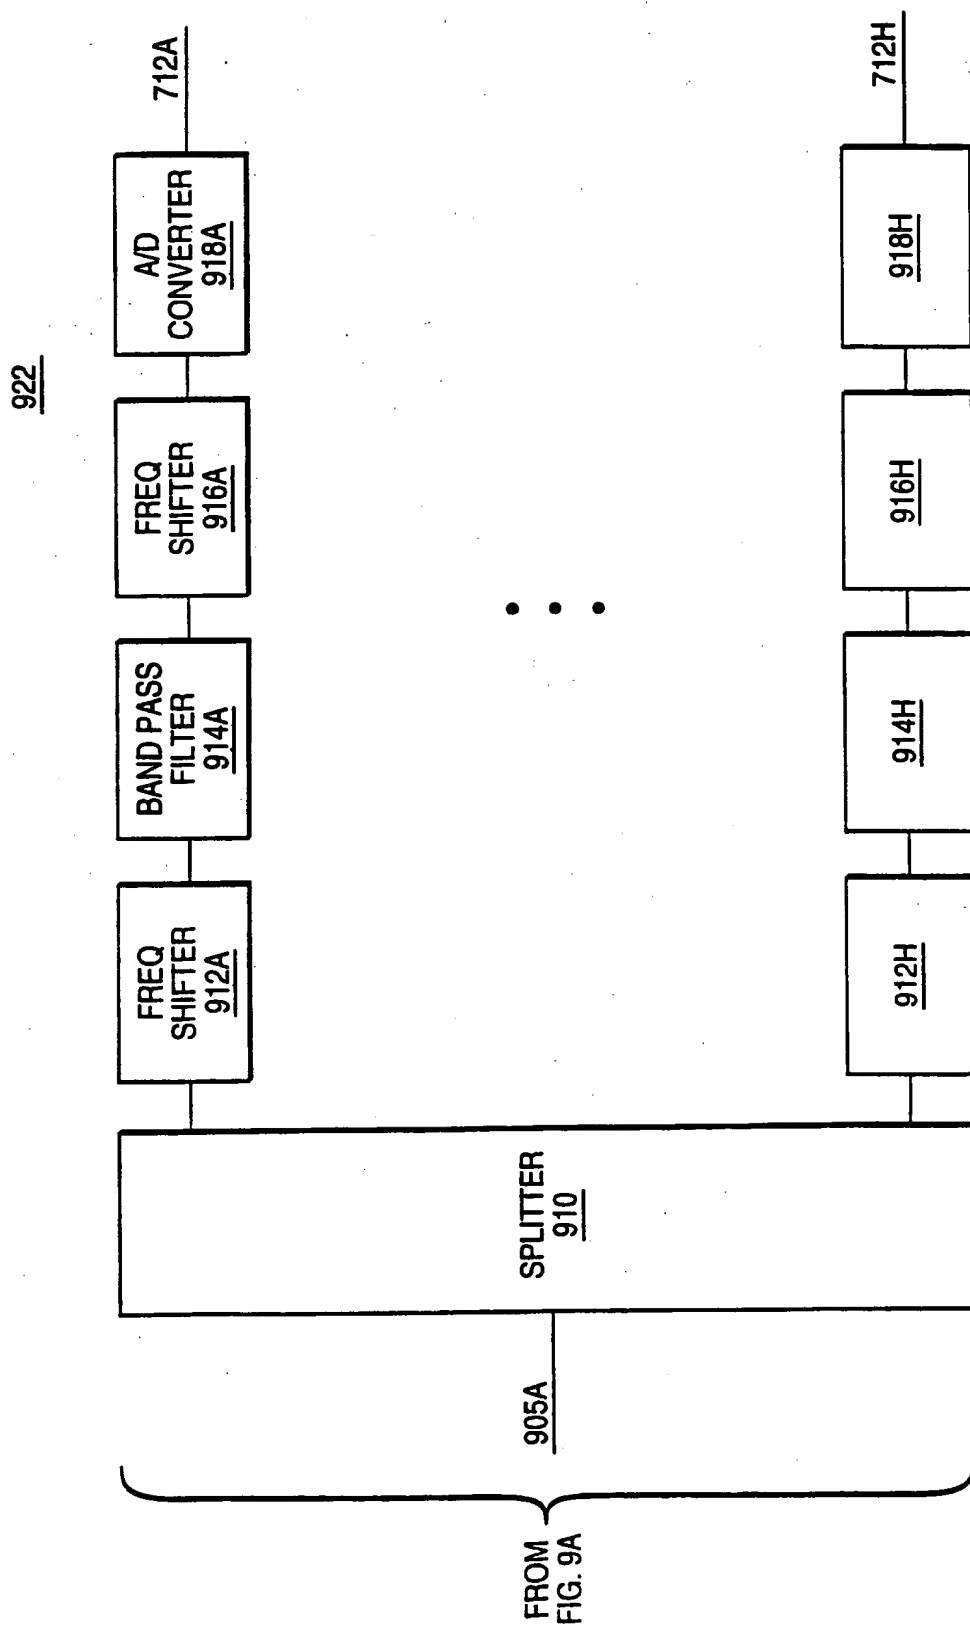 922
FROM
FIG. 9A
905A
SPLITTER
910
FREQ
SHIFTER
912A
BAND PASS
FILTER
914A
FREQ
SHIFTER
916A
A/D
CONVERTER
918A
712A
912H
914H
916H
918H
712H